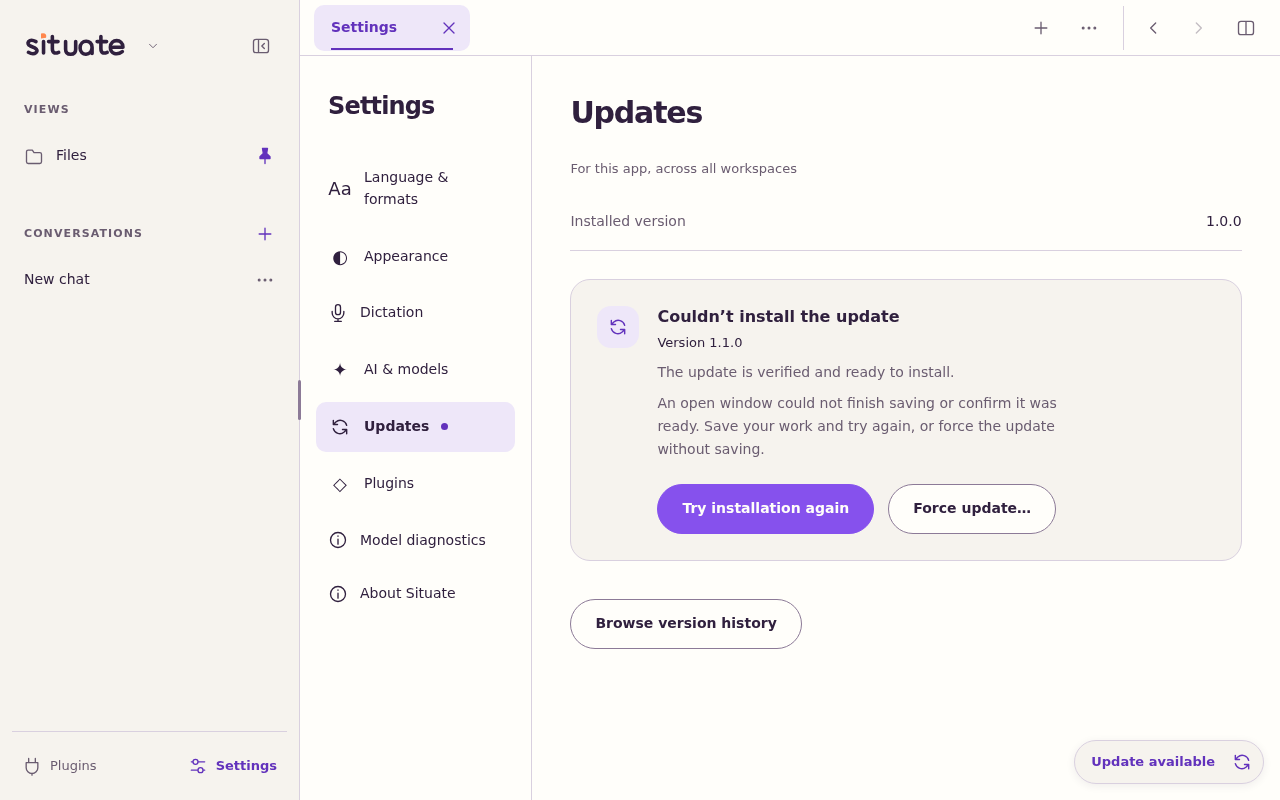 situate
VIEWS
Files
CONVERSATIONS
New chat
Plugins
Settings
Settings
Settings
Aa Language &
formats
Appearance
Dictation
AI & models
Updates
Plugins
Model diagnostics
About Situate
Updates
For this app, across all workspaces
Installed version 1.0.0
Couldn’t install the update
Version 1.1.0
The update is verified and ready to install.
An open window could not finish saving or confirm it was
ready. Save your work and try again, or force the update
without saving.
Try installation again
Force update…
Browse version history
Update available